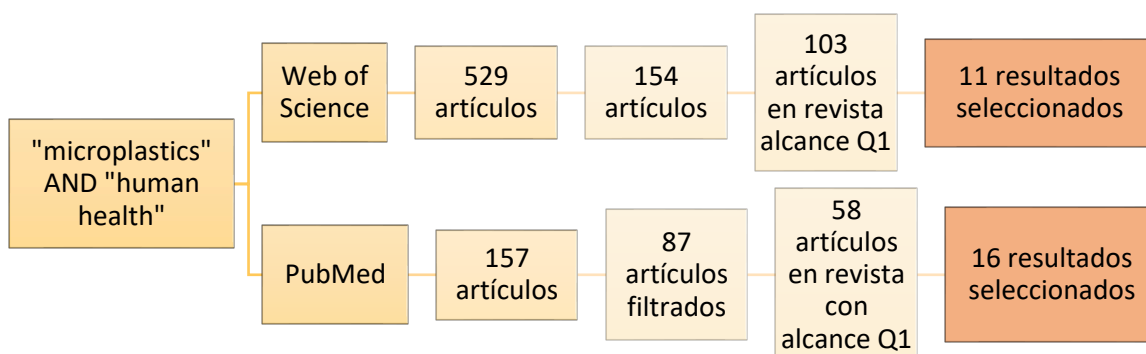 "microplastics"
AND "human
health"
Web of
Science
529
artículos
154
artículos
103
artículos
en revista
alcance Q1
11 resultados
seleccionados
PubMed
157
artículos
87
artículos
filtrados
58
artículos
en revista
con
alcance Q1
16 resultados
seleccionados